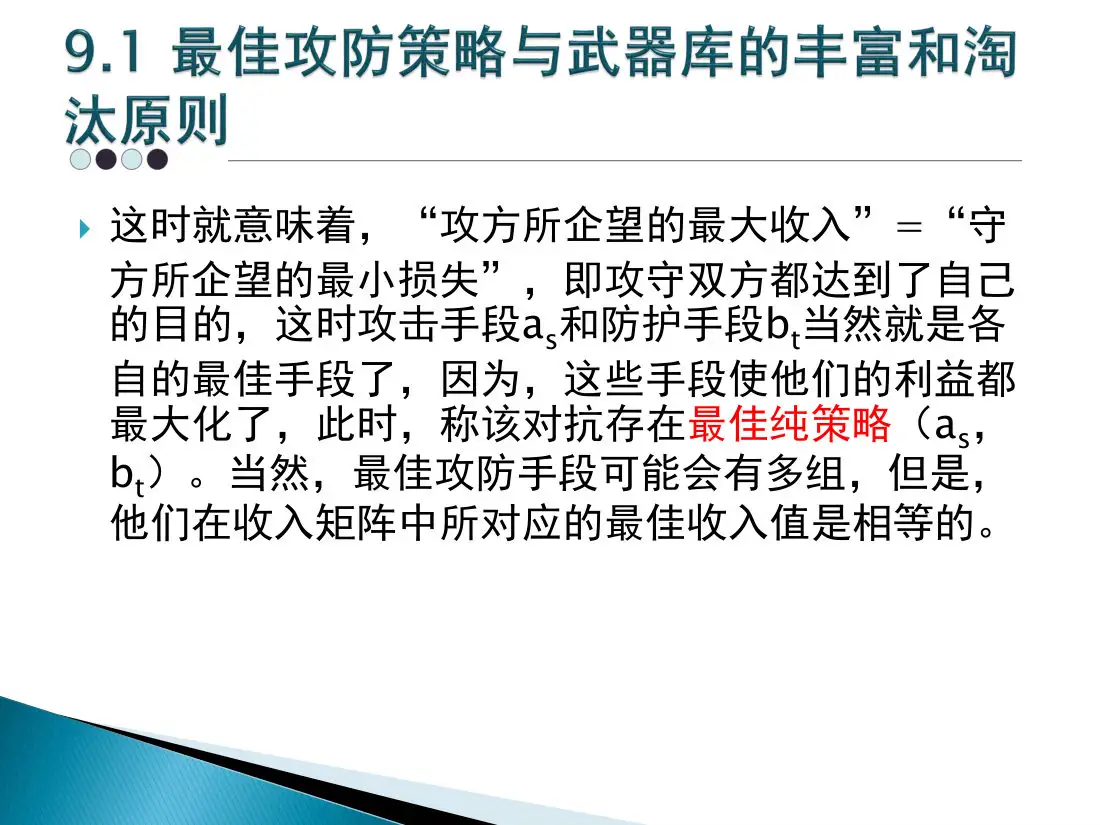 9.1 最佳攻防策略与武器库的丰富和淘
汰原则
这时就意味着，“攻方所企望的最大收入”=“守
方所企望的最小损失”，即攻守双方都达到了自己
的目的，这时攻击手段as和防护手段bt当然就是各
自的最佳手段了，因为，这些手段使他们的利益都
最大化了，此时，称该对抗存在最佳纯策略（as，
bt）。当然，最佳攻防手段可能会有多组，但是，
他们在收入矩阵中所对应的最佳收入值是相等的。